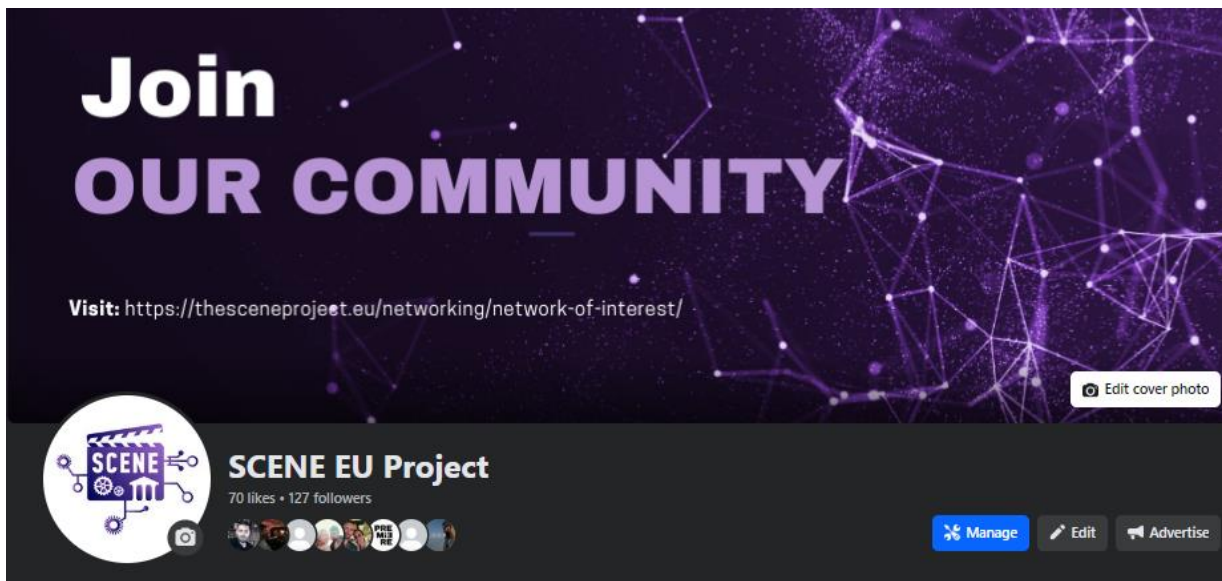 Join
OUR COMMUNITY
Visit: https://thesceneproject.eu/networking/network-of-interest/
Edit cover photo
SCENE
SCENE EU Project
70 likes • 127 followers
PRE
MIÈ
RE
Manage
Edit
Advertise